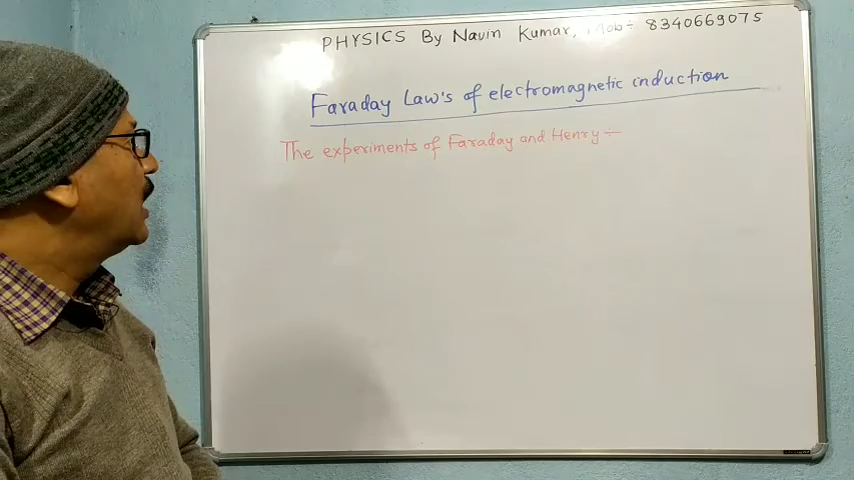 PHYSICS By Navin Kumar, Mob÷ 8340669075
Faraday Law's of electromagnetic induction
The experiments of Faraday and Henry ÷